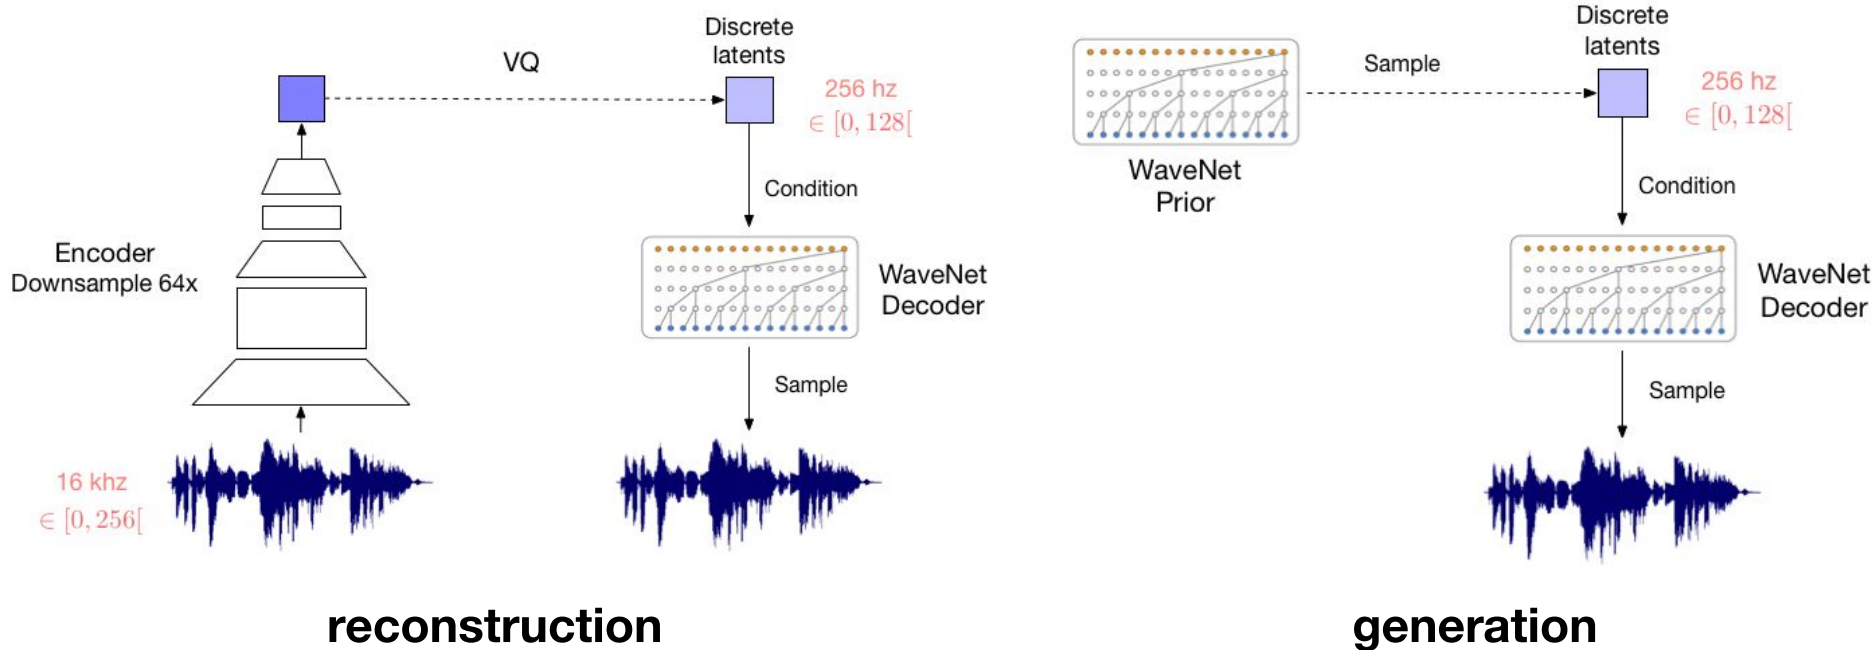 Encoder
Downsample 64x
16 khz
∈ [0, 256[
VQ
Discrete
latents
256 hz
∈ [0, 128[
Condition
WaveNet
Decoder
Sample
reconstruction
WaveNet
Prior
Sample
Discrete
latents
256 hz
∈ [0, 128[
Condition
WaveNet
Decoder
Sample
generation